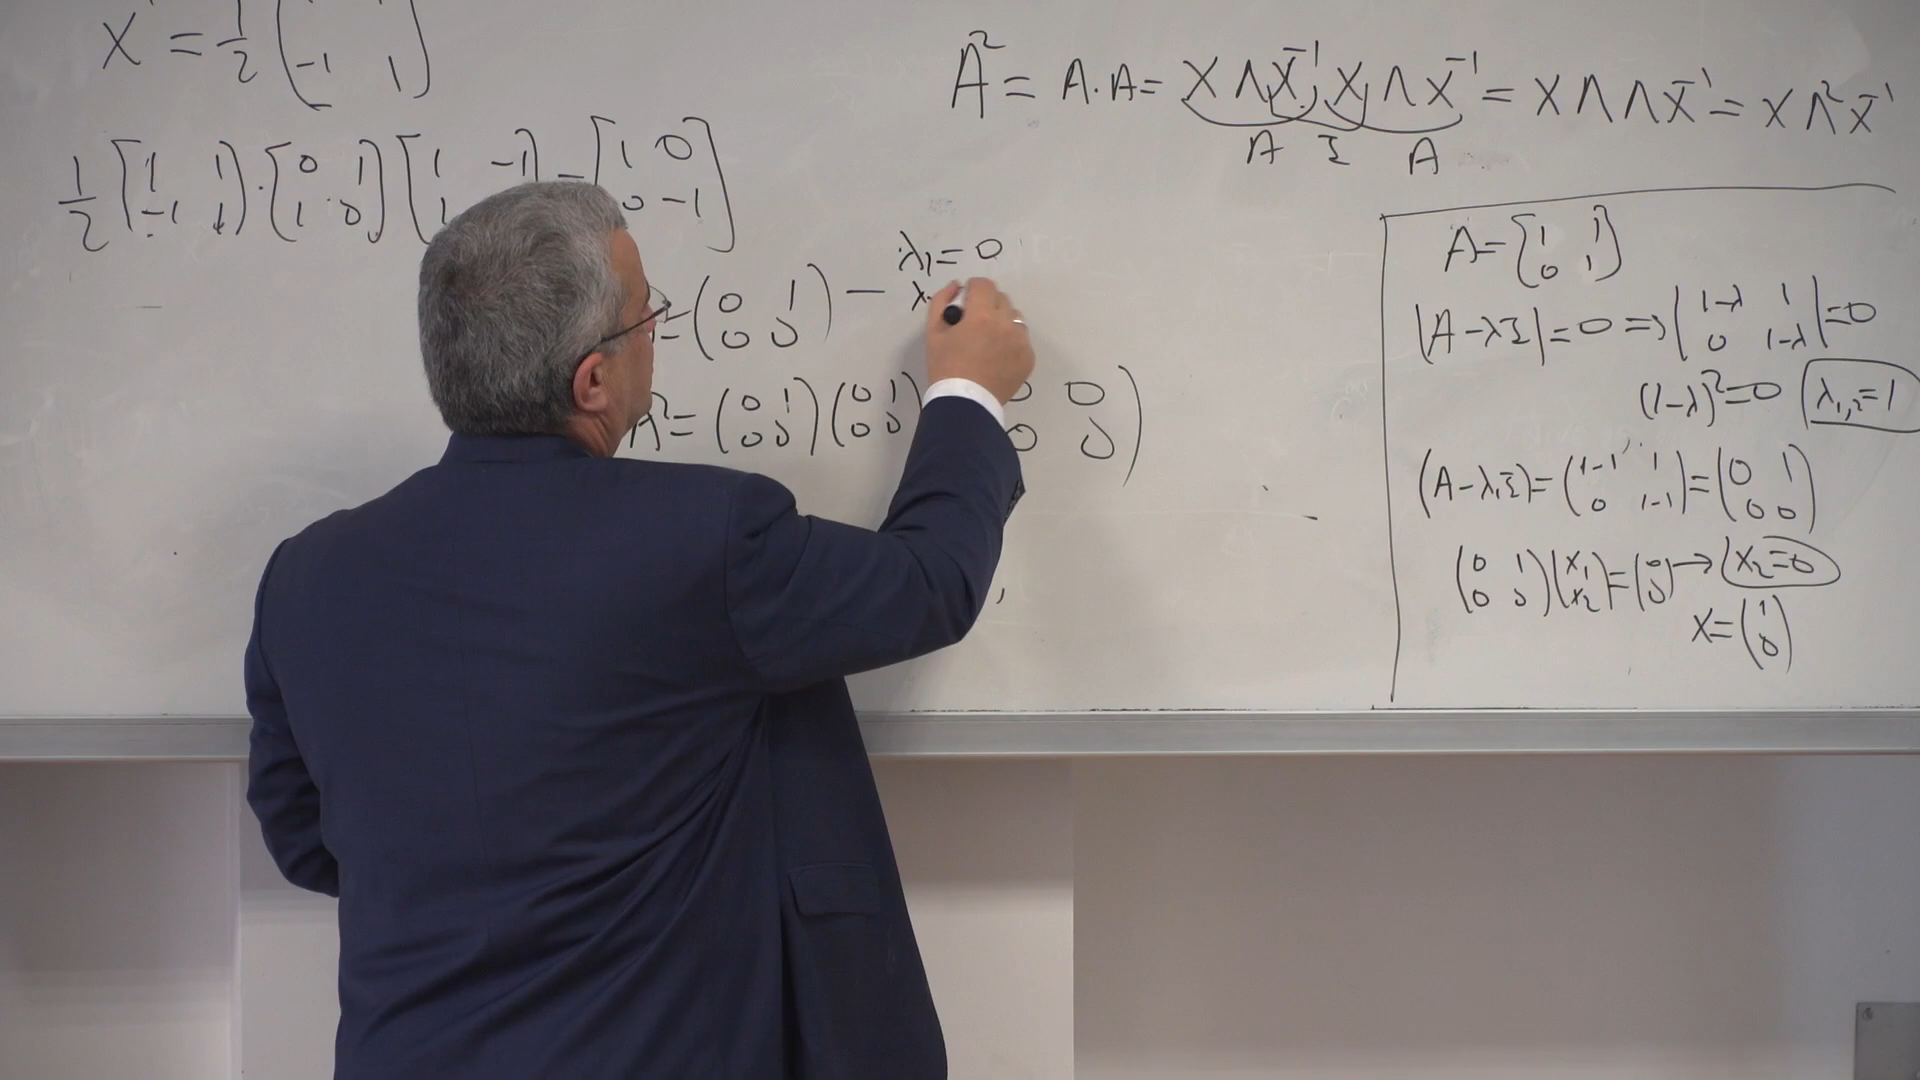 X⁻¹ = 1/2 ( -1 1 )
1/2 [ 1 1 ; -1 1 ] · [ 0 1 ; 1 0 ] [ 1 -1 ; 1 ] = [ 1 0 ; 0 -1 ]
= ( 0 1 ; 0 0 ) — λ₁ = 0
λ
A² = ( 0 1 ; 0 0 ) ( 0 1 ; 0 0 ) 0 0 ; 0 0 )
A² = A·A = X Λ X⁻¹ X Λ X⁻¹ = X Λ Λ X⁻¹ = X Λ² X⁻¹
A I A
A = [ 1 1 ; 0 1 ]
|A - λI| = 0 => | 1-λ 1 ; 0 1-λ | = 0
(1-λ)² = 0 λ₁,₂ = 1
(A - λ₁I) = ( 1-1 1 ; 0 1-1 ) = ( 0 1 ; 0 0 )
( 0 1 ; 0 0 ) ( x₁ ; x₂ ) = ( 0 ; 0 ) → x₂ = 0
X = ( 1 ; 0 )